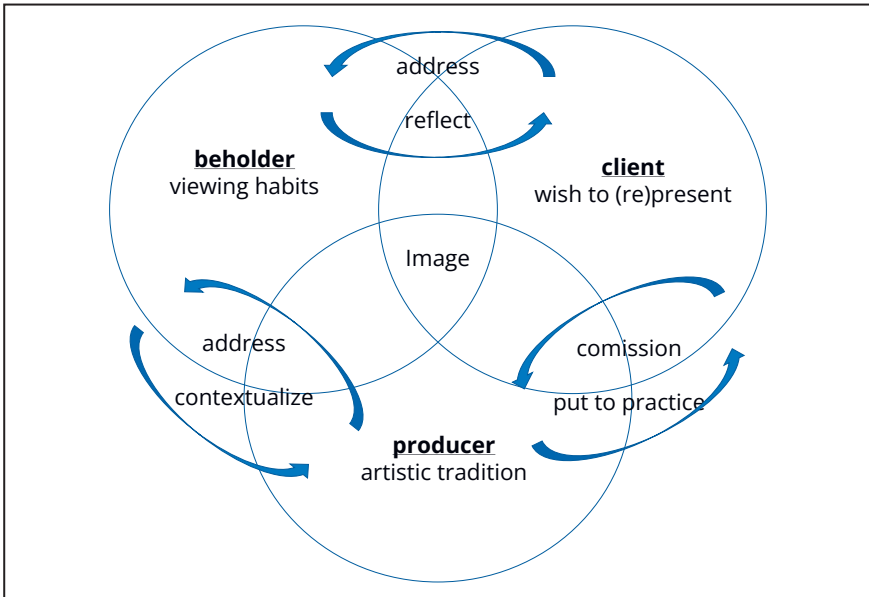 address
reflect
beholder
viewing habits
client
wish to (re)present
Image
address
contextualize
comission
put to practice
producer
artistic tradition